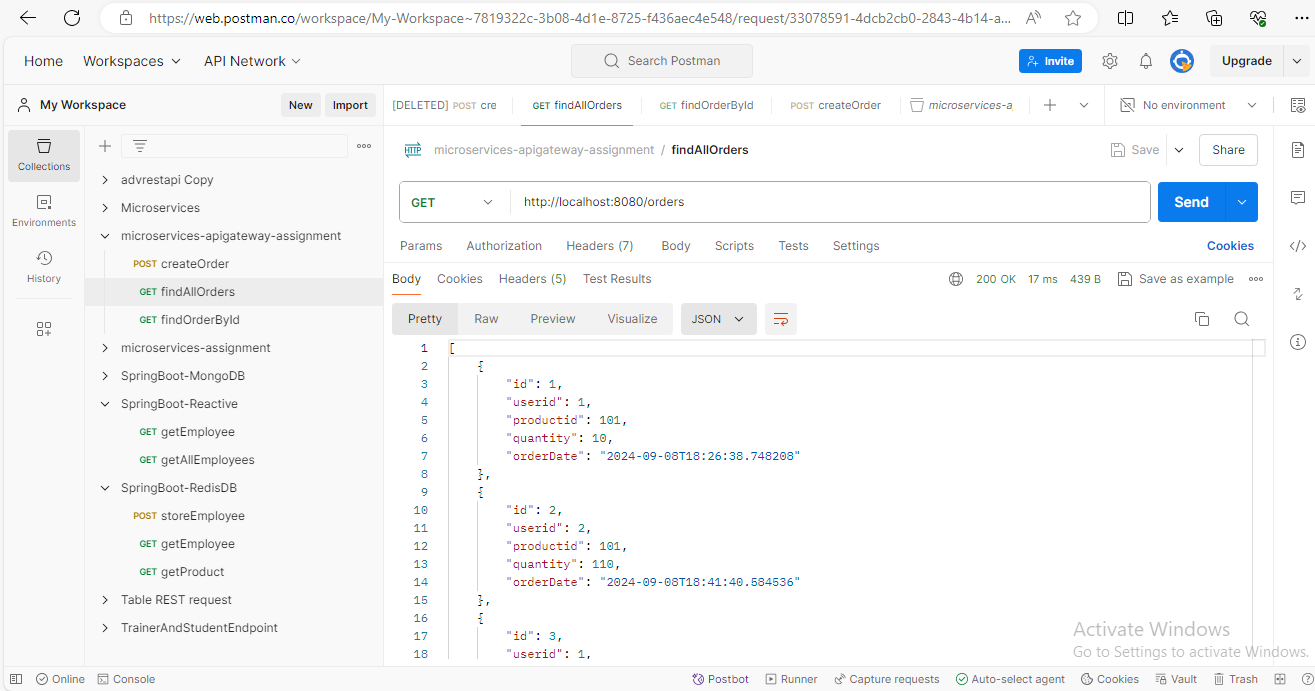 https://web.postman.co/workspace/My-Workspace~7819322c-3b08-4d1e-8725-f436aec4e548/request/33078591-4dcb2cb0-2843-4b14-a...
Home Workspaces API Network Search Postman Invite Upgrade
My Workspace New Import
[DELETED] POST cre GET findAllOrders GET findOrderById POST createOrder microservices-a No environment
Collections
Environments
History
advrestapi Copy
Microservices
microservices-apigateway-assignment
POST createOrder
GET findAllOrders
GET findOrderById
microservices-assignment
SpringBoot-MongoDB
SpringBoot-Reactive
GET getEmployee
GET getAllEmployees
SpringBoot-RedisDB
POST storeEmployee
GET getEmployee
GET getProduct
Table REST request
TrainerAndStudentEndpoint
HTTP microservices-apigateway-assignment / findAllOrders Save Share
GET http://localhost:8080/orders Send
Params Authorization Headers (7) Body Scripts Tests Settings Cookies
Body Cookies Headers (5) Test Results 200 OK 17 ms 439 B Save as example
Pretty Raw Preview Visualize JSON
1 [
2 {
3 "id": 1,
4 "userid": 1,
5 "productid": 101,
6 "quantity": 10,
7 "orderDate": "2024-09-08T18:26:38.748208"
8 },
9 {
10 "id": 2,
11 "userid": 2,
12 "productid": 101,
13 "quantity": 110,
14 "orderDate": "2024-09-08T18:41:40.584536"
15 },
16 {
17 "id": 3,
18 "userid": 1,
Activate Windows
Go to Settings to activate Windows.
Online Console Postbot Runner Capture requests Auto-select agent Cookies Vault Trash